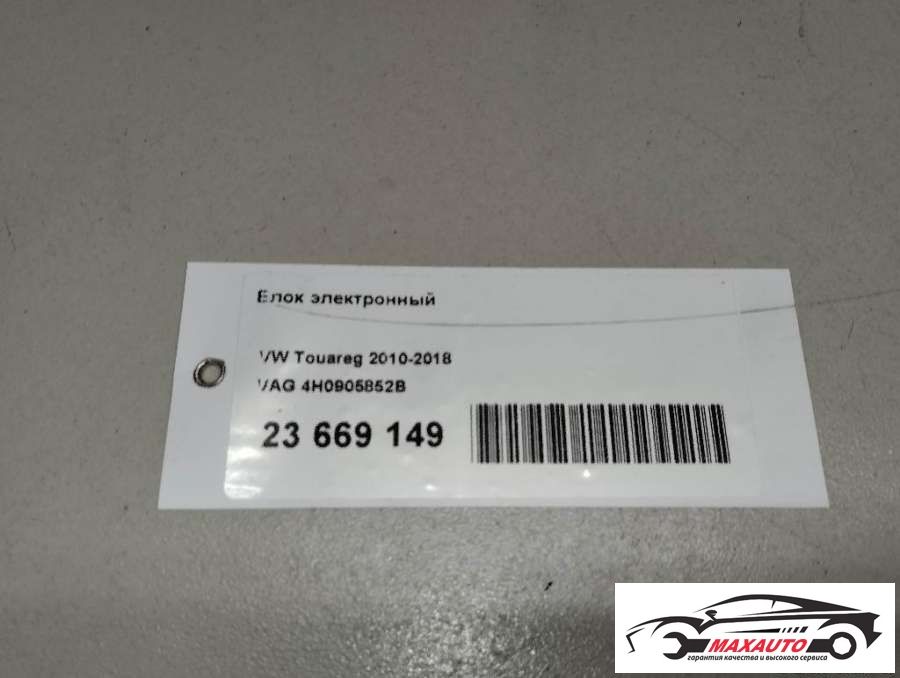 Блок электронный
VW Touareg 2010-2018
VAG 4H0905852B
23 669 149
MAXAUTO
гарантия качества и высокого сервиса